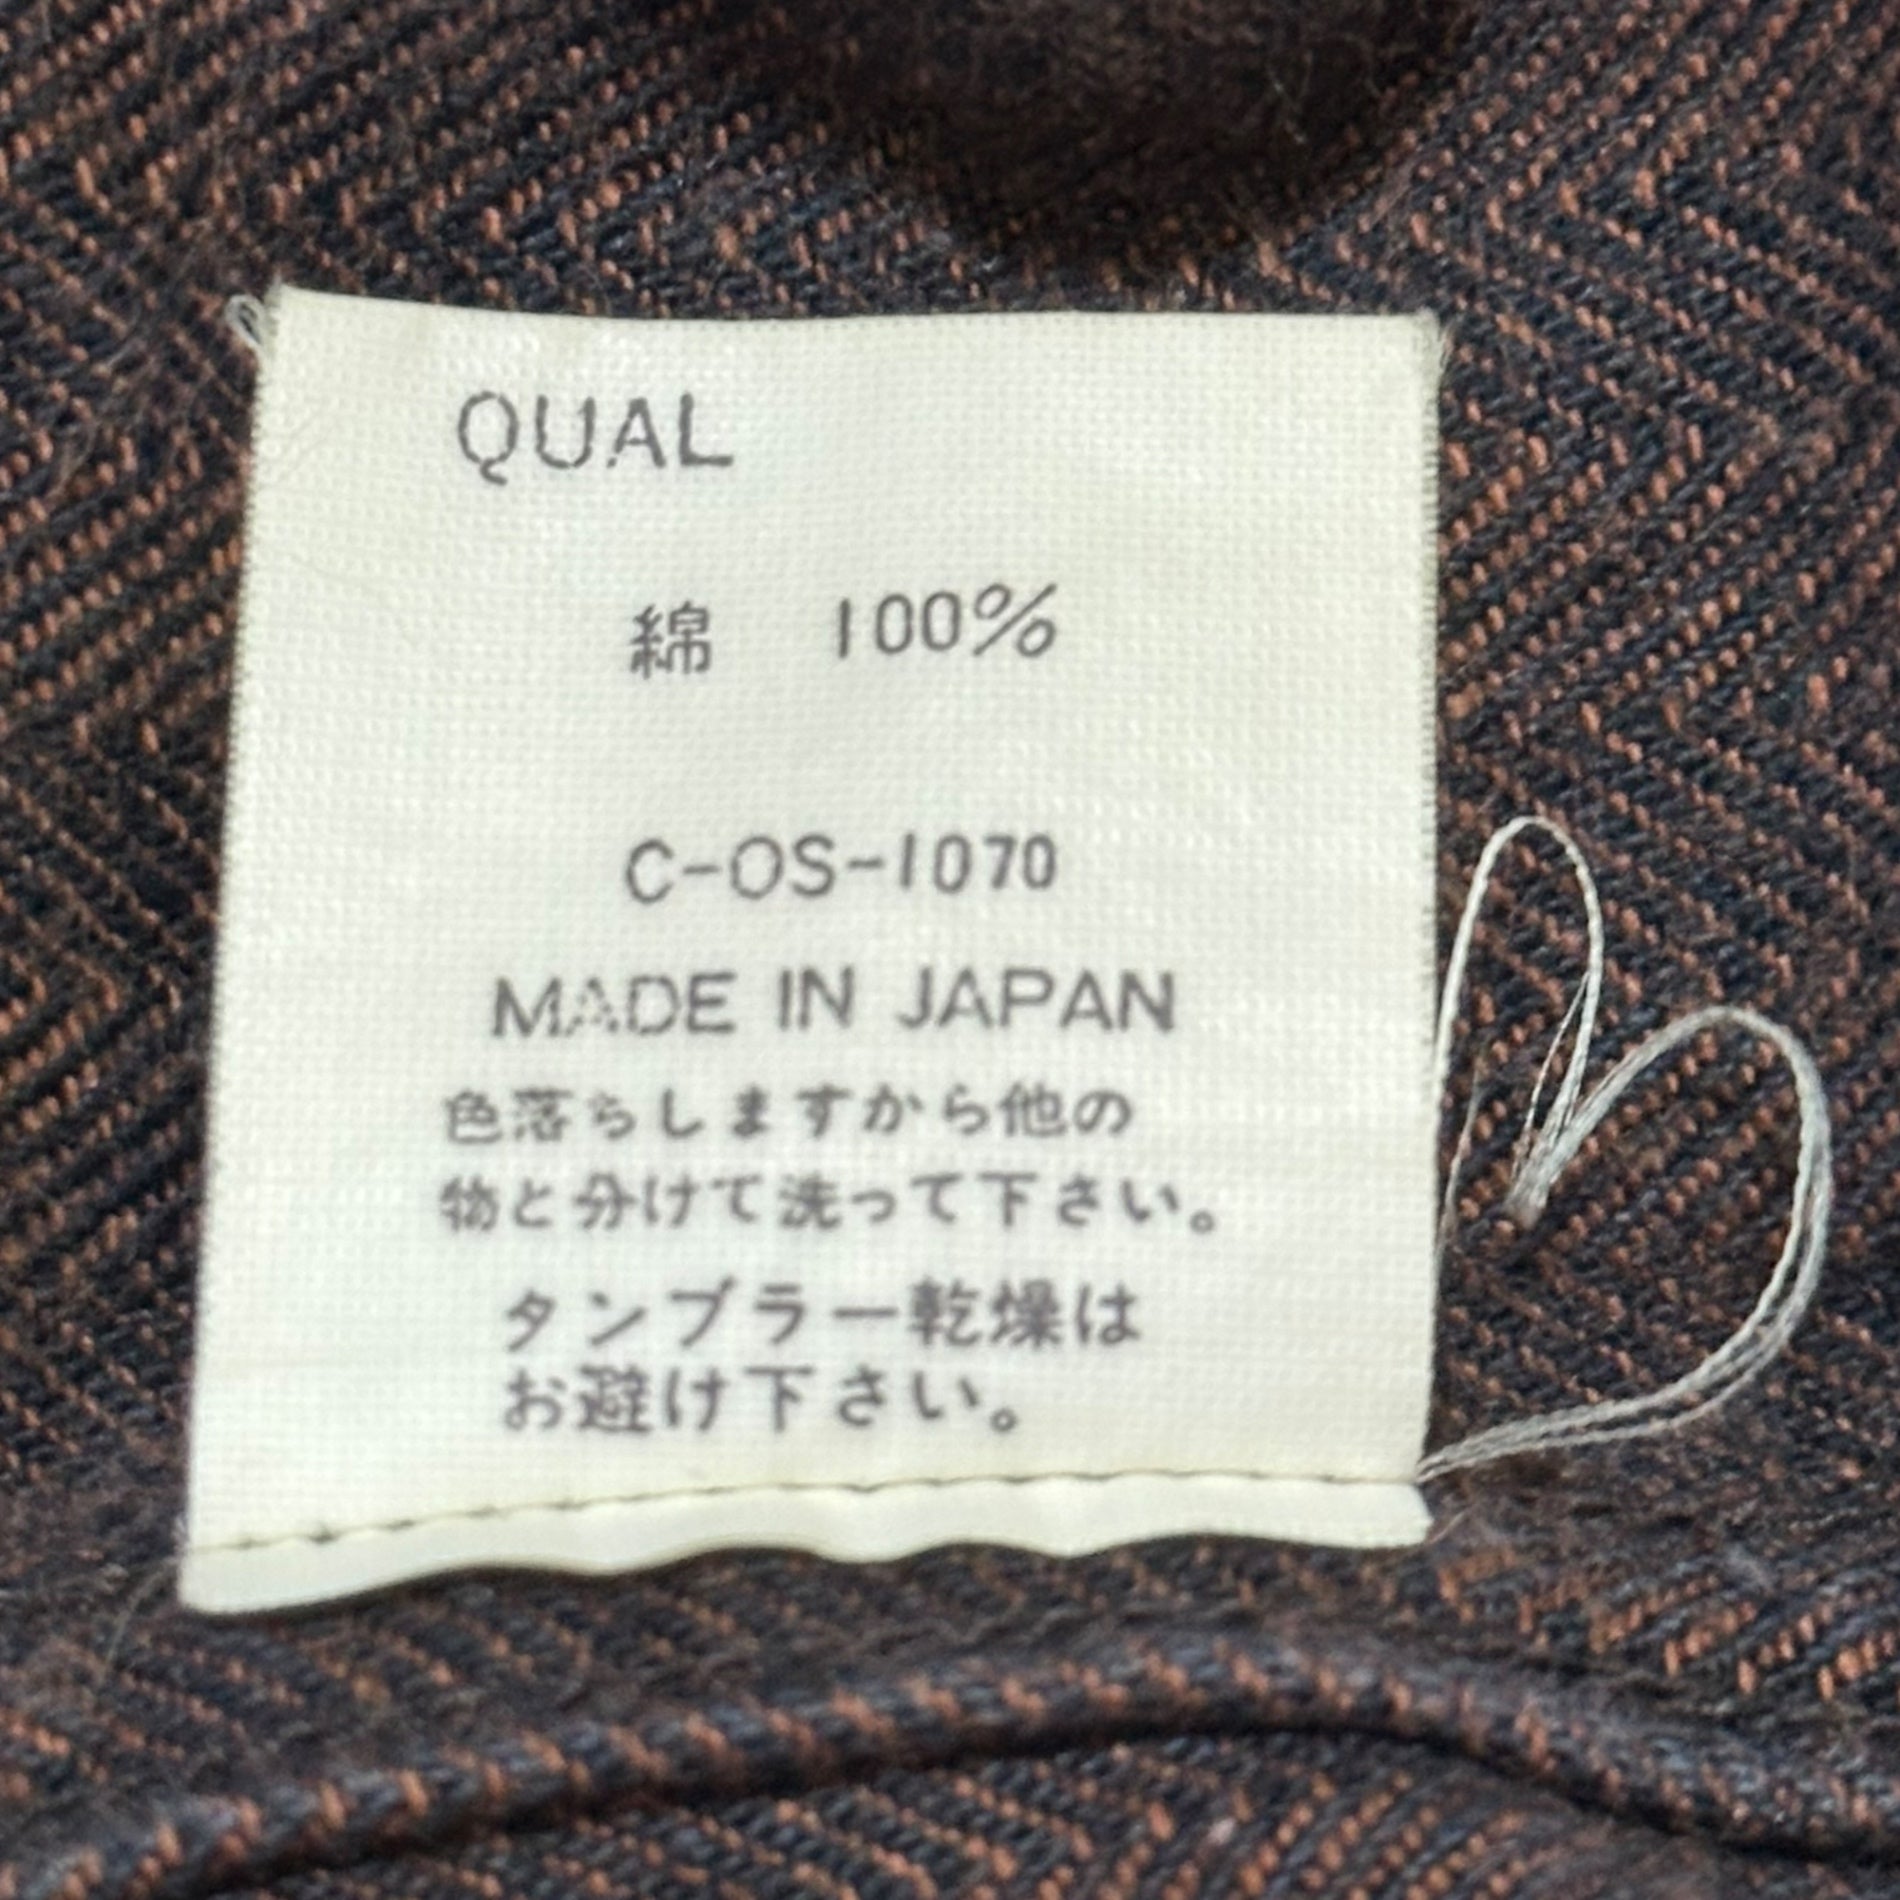 QUAL
綿 100%
C-OS-1070
MADE IN JAPAN
色落らしますから他の
物と分けて洗って下さい。
タンブラー乾燥は
お避け下さい。